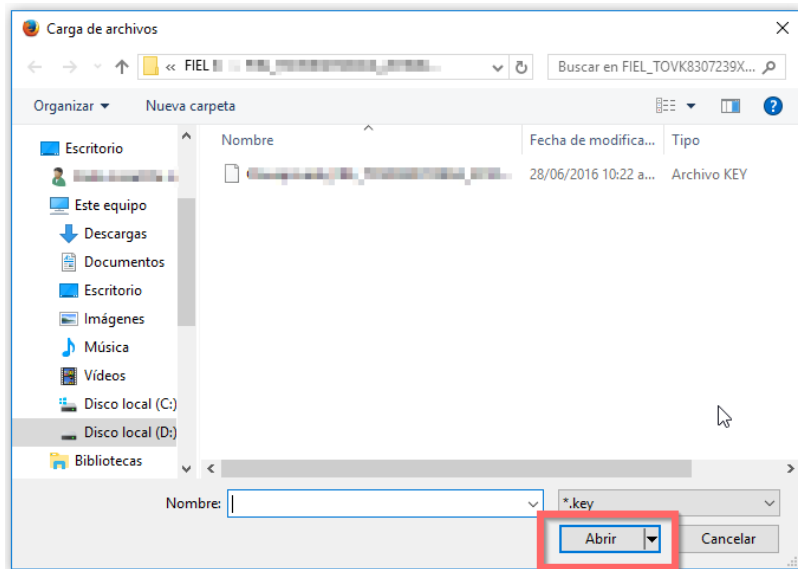 Carga de archivos
« FIEL
Buscar en FIEL_TOVK8307239X...
Organizar
Nueva carpeta
Escritorio
Este equipo
Descargas
Documentos
Escritorio
Imágenes
Música
Vídeos
Disco local (C:)
Disco local (D:)
Bibliotecas
Nombre Fecha de modifica... Tipo
28/06/2016 10:22 a... Archivo KEY
Nombre:
*.key
Abrir
Cancelar